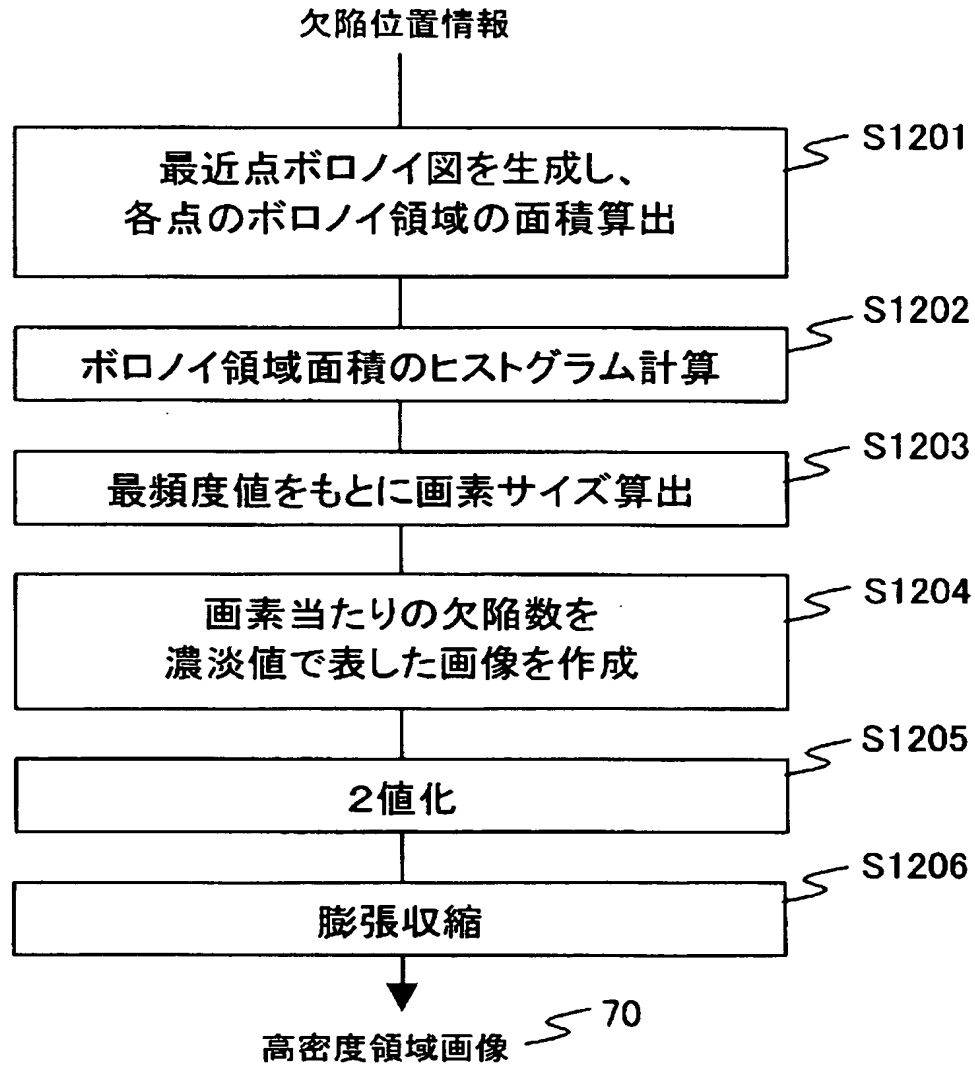 欠陥位置情報
S1201
最近点ボロノイ図を生成し、
各点のボロノイ領域の面積算出
S1202
ボロノイ領域面積のヒストグラム計算
S1203
最頻度値をもとに画素サイズ算出
S1204
画素当たりの欠陥数を
濃淡値で表した画像を作成
S1205
2値化
S1206
膨張収縮
70
高密度領域画像